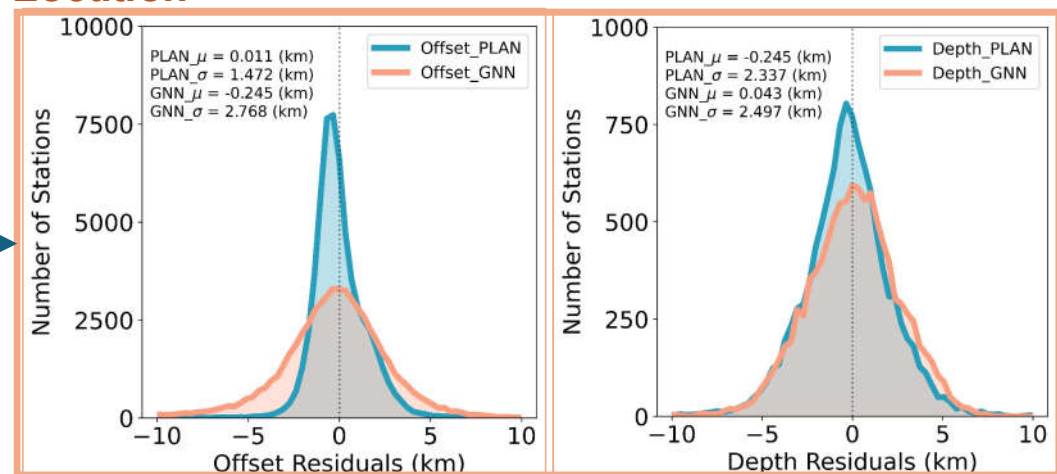 Location
10000
7500
5000
2500
0
Number of Stations
PLAN_μ = 0.011 (km)
PLAN_σ = 1.472 (km)
GNN_μ = -0.245 (km)
GNN_σ = 2.768 (km)
Offset_PLAN
Offset_GNN
−10 −5 0 5 10
Offset Residuals (km)
1000
750
500
250
0
Number of Stations
PLAN_μ = -0.245 (km)
PLAN_σ = 2.337 (km)
GNN_μ = 0.043 (km)
GNN_σ = 2.497 (km)
Depth_PLAN
Depth_GNN
−10 −5 0 5 10
Depth Residuals (km)